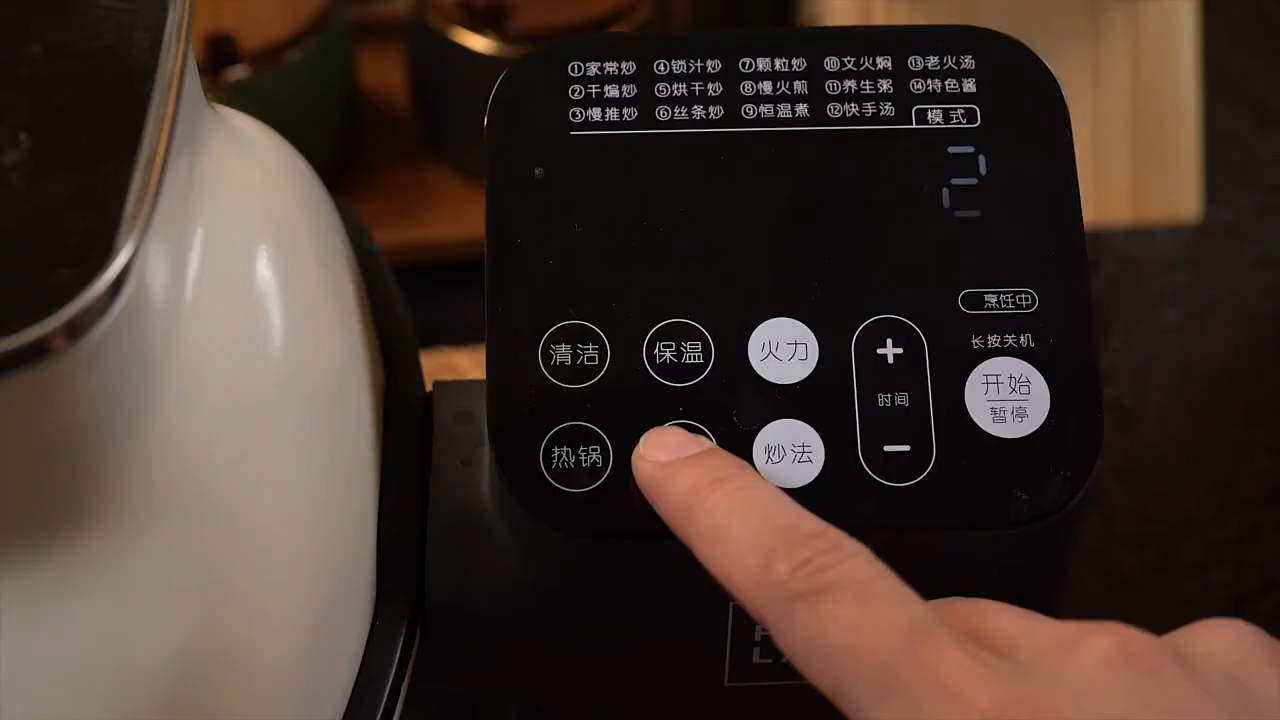 ①家常炒 ④锁汁炒 ⑦颗粒炒 ⑩文火焖 ⑬老火汤
②干煸炒 ⑤烘干炒 ⑧慢火煎 ⑪养生粥 ⑭特色酱
③慢推炒 ⑥丝条炒 ⑨恒温煮 ⑫快手汤
模式
2
烹饪中
长按关机
清洁 保温 火力 + 开始
时间 暂停
热锅 炒法 −